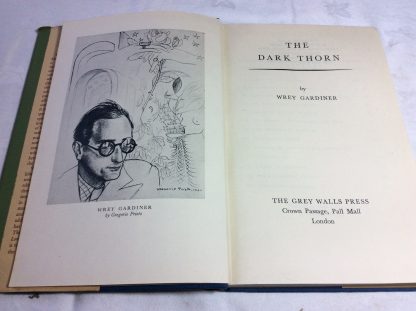 WREY GARDINER
by Gregorio Prieto
THE
DARK THORN
by
WREY GARDINER
THE GREY WALLS PRESS
Crown Passage, Pall Mall
London